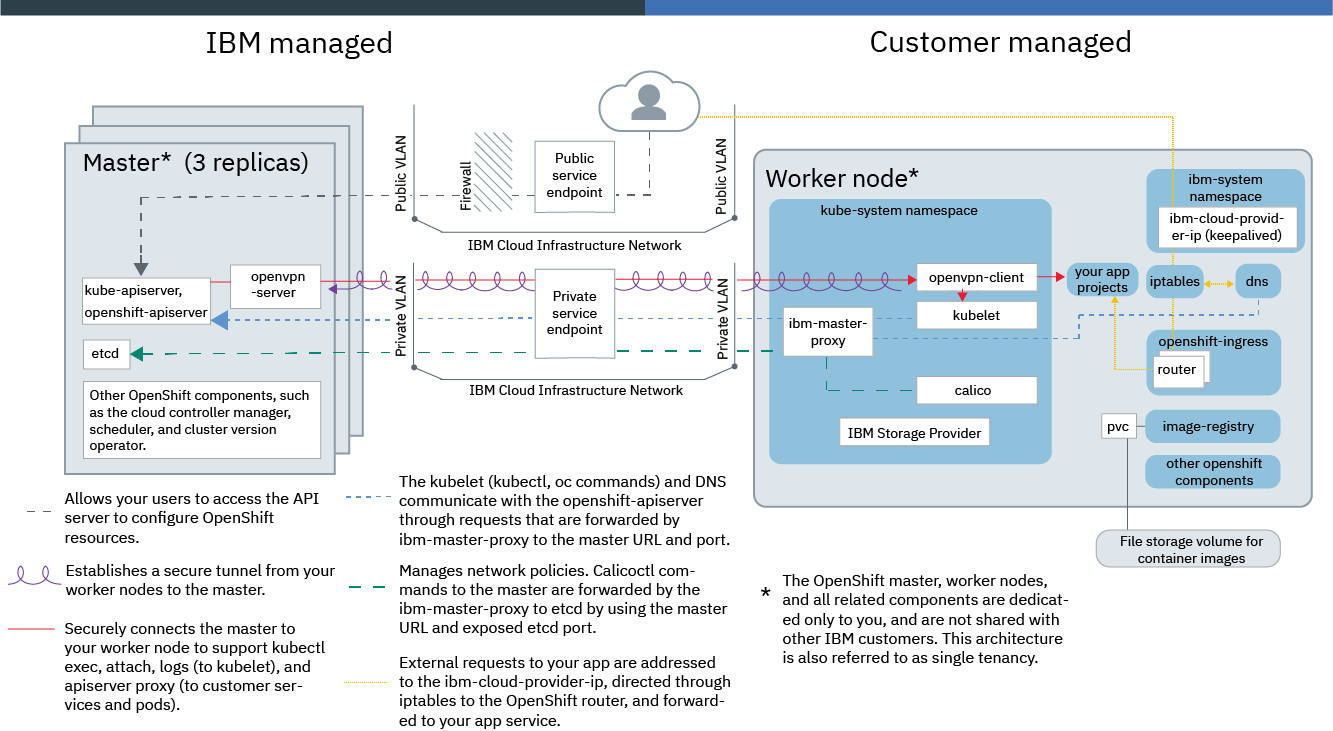 IBM managed
Customer managed
Master* (3 replicas)
Public VLAN
Firewall
Public
service
endpoint
Public VLAN
IBM Cloud Infrastructure Network
kube-apiserver,
openshift-apiserver
openvpn
-server
etcd
Other OpenShift components, such
as the cloud controller manager,
scheduler, and cluster version
operator.
Private VLAN
Private
service
endpoint
Private VLAN
IBM Cloud Infrastructure Network
Worker node*
kube-system namespace
openvpn-client
kubelet
ibm-master-
proxy
calico
IBM Storage Provider
ibm-system
namespace
ibm-cloud-provid-
er-ip (keepalived)
your app
projects
iptables
dns
openshift-ingress
router
pvc
image-registry
other openshift
components
File storage volume for
container images
Allows your users to access the API
server to configure OpenShift
resources.
Establishes a secure tunnel from your
worker nodes to the master.
Securely connects the master to
your worker node to support kubectl
exec, attach, logs (to kubelet), and
apiserver proxy (to customer ser-
vices and pods).
The kubelet (kubectl, oc commands) and DNS
communicate with the openshift-apiserver
through requests that are forwarded by
ibm-master-proxy to the master URL and port.
Manages network policies. Calicoctl com-
mands to the master are forwarded by the
ibm-master-proxy to etcd by using the master
URL and exposed etcd port.
External requests to your app are addressed
to the ibm-cloud-provider-ip, directed through
iptables to the OpenShift router, and forward-
ed to your app service.
* The OpenShift master, worker nodes,
and all related components are dedicat-
ed only to you, and are not shared with
other IBM customers. This architecture
is also referred to as single tenancy.